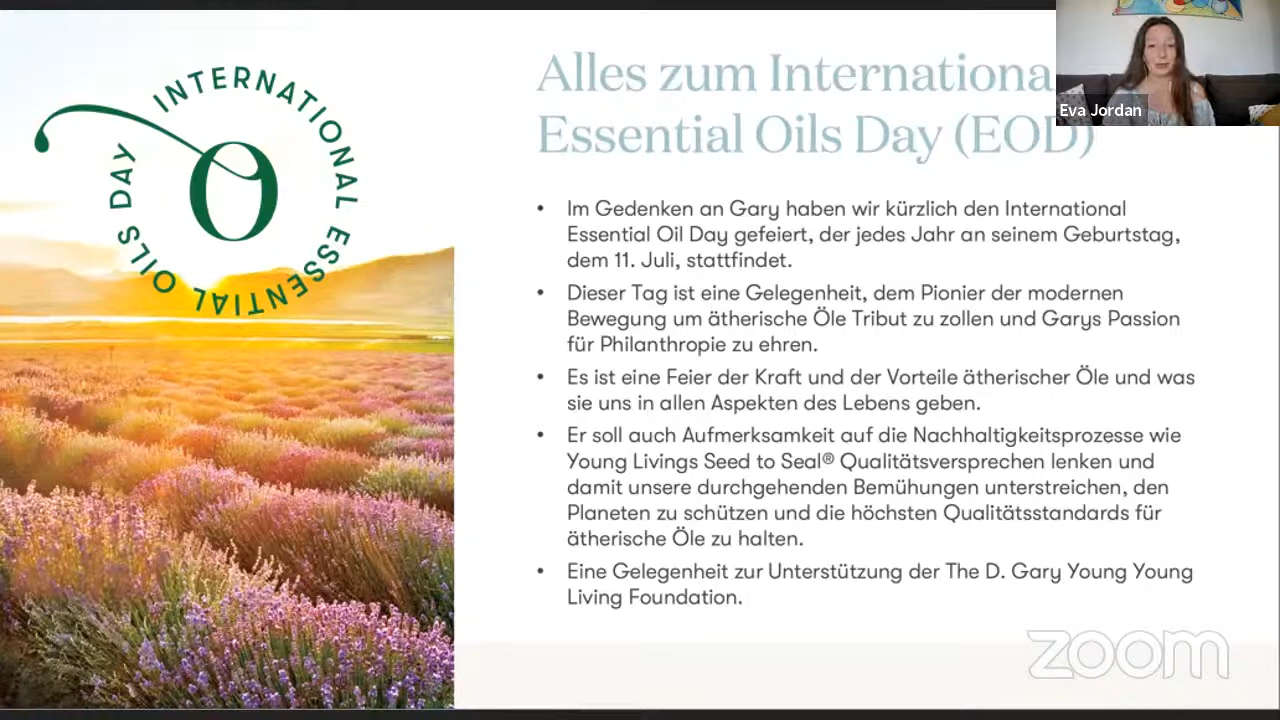 INTERNATIONAL ESSENTIAL OILS DAY
O
Alles zum Internationa
Essential Oils Day (EOD)
Eva Jordan
• Im Gedenken an Gary haben wir kürzlich den International
Essential Oil Day gefeiert, der jedes Jahr an seinem Geburtstag,
dem 11. Juli, stattfindet.
• Dieser Tag ist eine Gelegenheit, dem Pionier der modernen
Bewegung um ätherische Öle Tribut zu zollen und Garys Passion
für Philanthropie zu ehren.
• Es ist eine Feier der Kraft und der Vorteile ätherischer Öle und was
sie uns in allen Aspekten des Lebens geben.
• Er soll auch Aufmerksamkeit auf die Nachhaltigkeitsprozesse wie
Young Livings Seed to Seal® Qualitätsversprechen lenken und
damit unsere durchgehenden Bemühungen unterstreichen, den
Planeten zu schützen und die höchsten Qualitätsstandards für
ätherische Öle zu halten.
• Eine Gelegenheit zur Unterstützung der The D. Gary Young Young
Living Foundation.
zoom